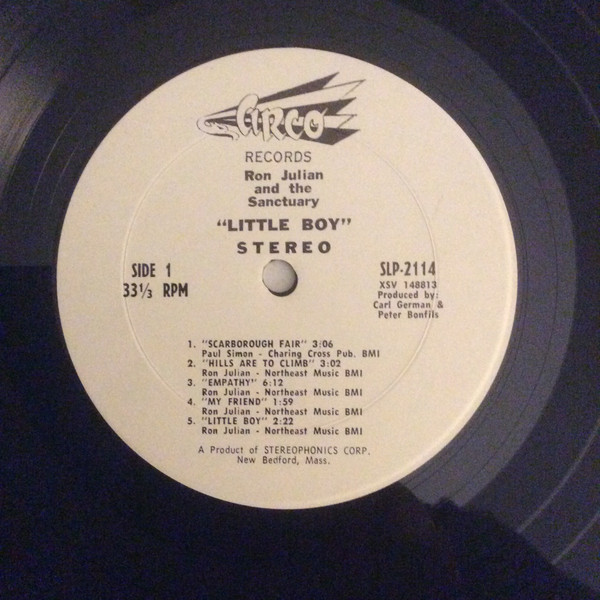 ARCO
RECORDS
Ron Julian
and the
Sanctuary
"LITTLE BOY"
STEREO
SIDE 1
33⅓ RPM
SLP-2114
XSV 148813
Produced by:
Carl German &
Peter Bonfils
1. "SCARBOROUGH FAIR" 3:06
Paul Simon - Charing Cross Pub. BMI
2. "HILLS ARE TO CLIMB" 3:02
Ron Julian - Northeast Music BMI
3. "EMPATHY" 6:12
Ron Julian - Northeast Music BMI
4. "MY FRIEND" 1:59
Ron Julian - Northeast Music BMI
5. "LITTLE BOY" 2:22
Ron Julian - Northeast Music BMI
A Product of STEREOPHONICS CORP.
New Bedford, Mass.